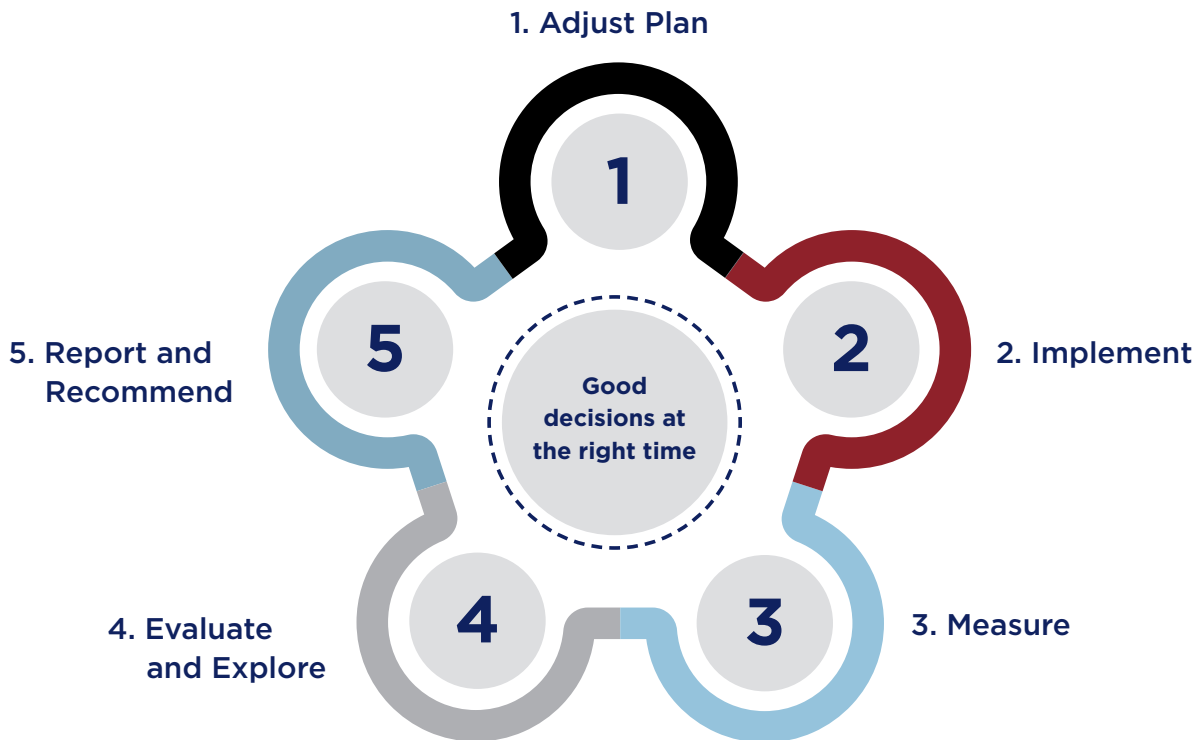 1. Adjust Plan
1
2. Implement
2
3. Measure
3
4. Evaluate
and Explore
4
5. Report and
Recommend
5
Good
decisions at
the right time